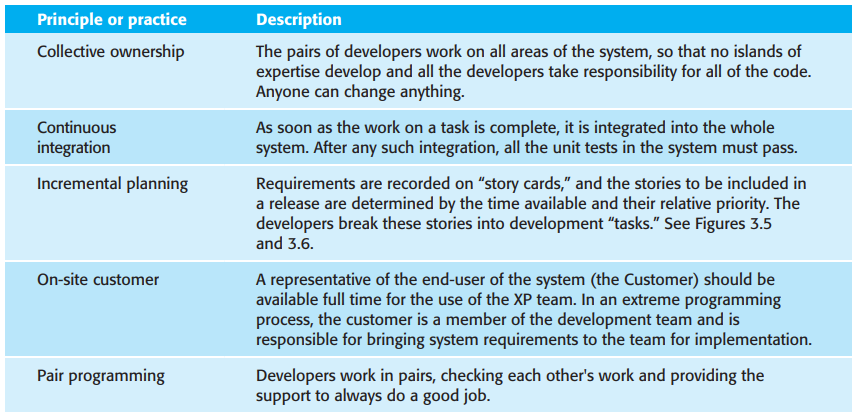 Principle or practice Description
Collective ownership The pairs of developers work on all areas of the system, so that no islands of
expertise develop and all the developers take responsibility for all of the code.
Anyone can change anything.
Continuous As soon as the work on a task is complete, it is integrated into the whole
integration system. After any such integration, all the unit tests in the system must pass.
Incremental planning Requirements are recorded on “story cards,” and the stories to be included in
a release are determined by the time available and their relative priority. The
developers break these stories into development “tasks.” See Figures 3.5
and 3.6.
On-site customer A representative of the end-user of the system (the Customer) should be
available full time for the use of the XP team. In an extreme programming
process, the customer is a member of the development team and is
responsible for bringing system requirements to the team for implementation.
Pair programming Developers work in pairs, checking each other's work and providing the
support to always do a good job.